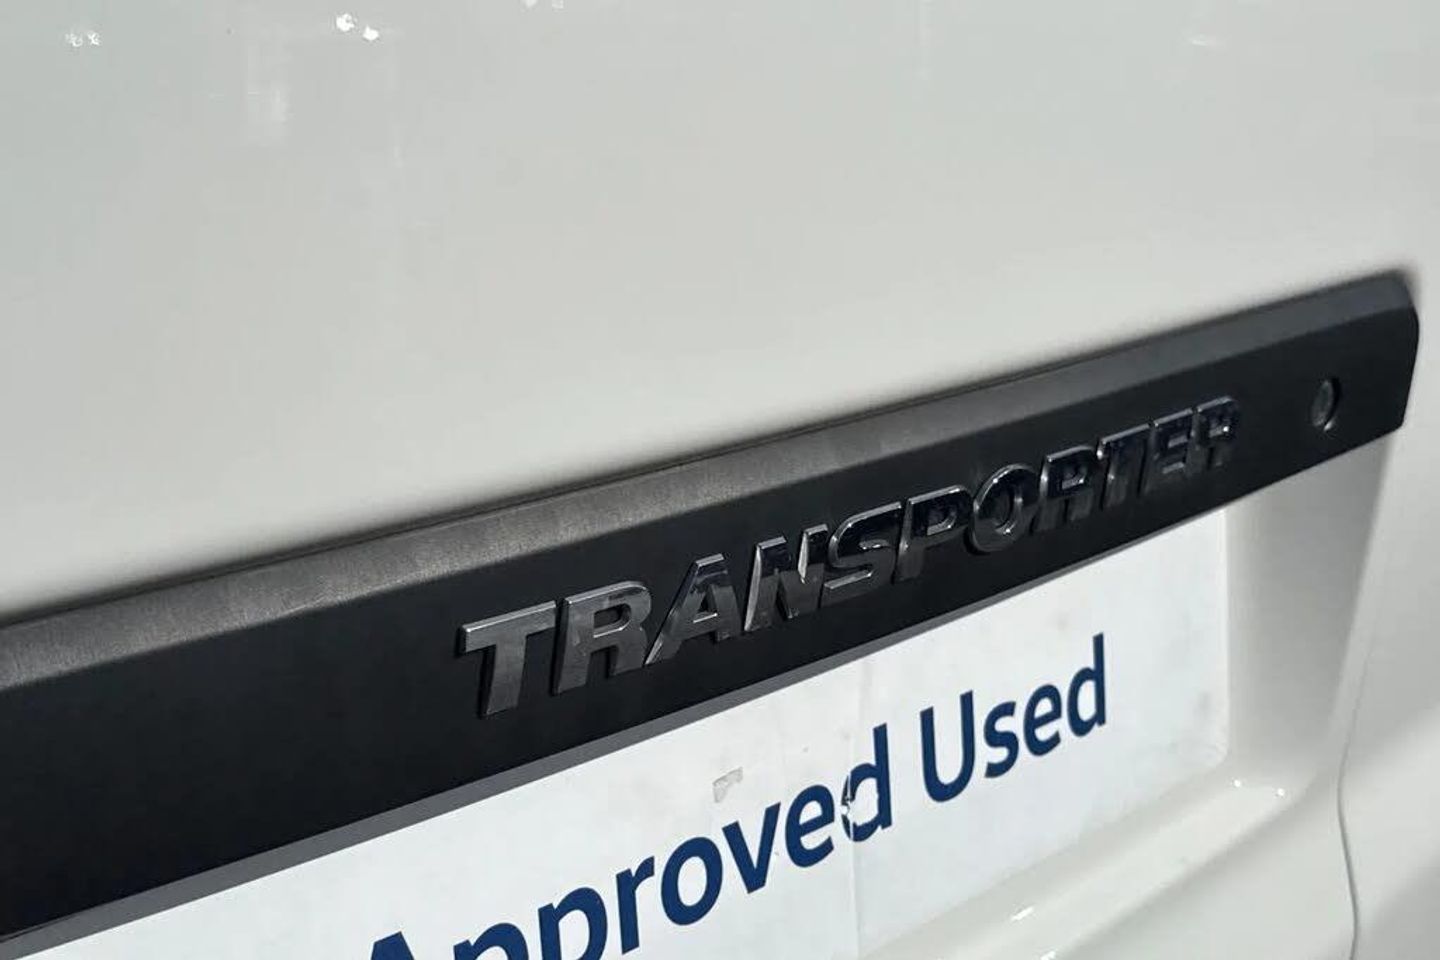 TRANSPORTER
Approved Used